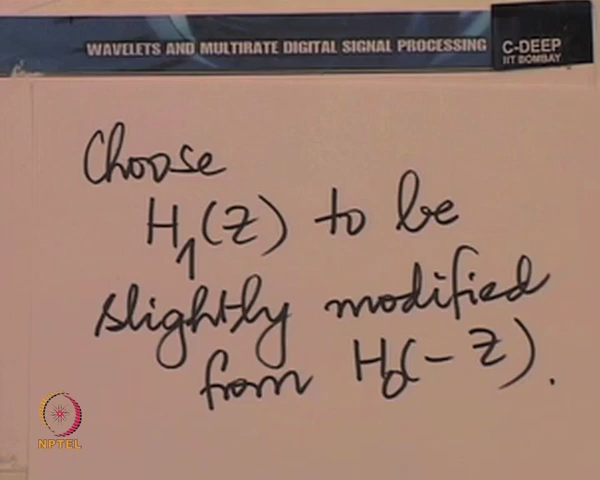 WAVELETS AND MULTIRATE DIGITAL SIGNAL PROCESSING
C-DEEP
IIT BOMBAY
Choose
H₁(Z) to be
slightly modified
from H₀(-Z).
NPTEL